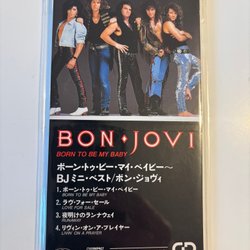 BON JOVI
BORN TO BE MY BABY
ボーン・トゥ・ビー・マイ・ベイビー〜
BJミニ・ベスト/ボン・ジョヴィ
1. ボーン・トゥ・ビー・マイ・ベイビー
BORN TO BE MY BABY
2. ラヴ・フォー・セール
LOVE FOR SALE
3. 夜明けのランナウェイ
RUNAWAY
4. リヴィン・オン・ア・プレイヤー
LIVIN' ON A PRAYER
CD